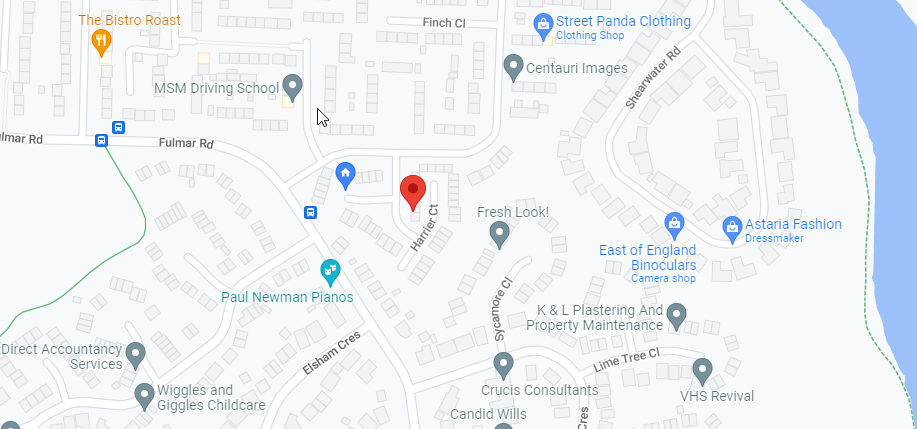 The Bistro Roast
Finch Cl
Street Panda Clothing
Clothing Shop
Centauri Images
MSM Driving School
Shearwater Rd
ulmar Rd
Fulmar Rd
Harrier Ct
Fresh Look!
Astaria Fashion
Dressmaker
East of England
Binoculars
Camera shop
Paul Newman Pianos
Sycamore Cl
K & L Plastering And
Property Maintenance
Elsham Cres
Direct Accountancy
Services
Lime Tree Cl
Wiggles and
Giggles Childcare
Crucis Consultants
VHS Revival
Candid Wills
Cres